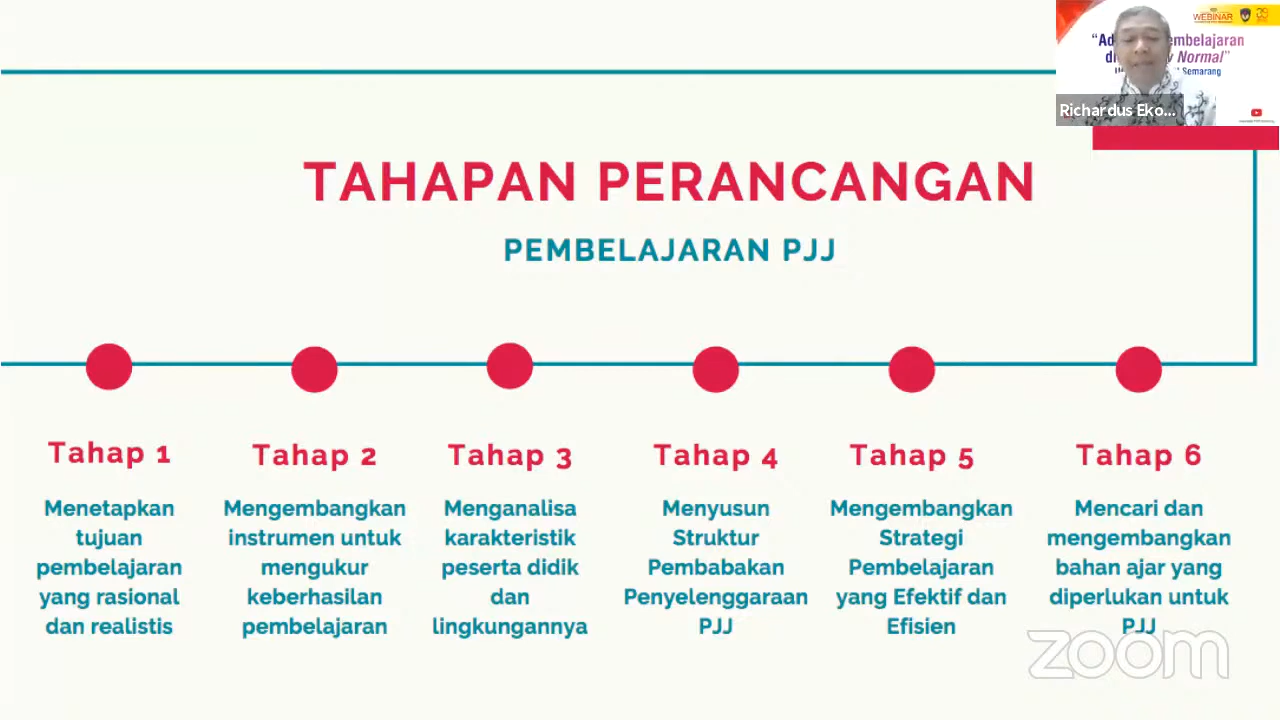 WEBINAR
embelajaran
Normal"
Semarang
Richardus Eko...
TAHAPAN PERANCANGAN
PEMBELAJARAN PJJ
Tahap 1
Menetapkan
tujuan
pembelajaran
yang rasional
dan realistis
Tahap 2
Mengembangkan
instrumen untuk
mengukur
keberhasilan
pembelajaran
Tahap 3
Menganalisa
karakteristik
peserta didik
dan
lingkungannya
Tahap 4
Menyusun
Struktur
Pembabakan
Penyelenggaraan
PJJ
Tahap 5
Mengembangkan
Strategi
Pembelajaran
yang Efektif dan
Efisien
Tahap 6
Mencari dan
mengembangkan
bahan ajar yang
diperlukan untuk
PJJ
zoom